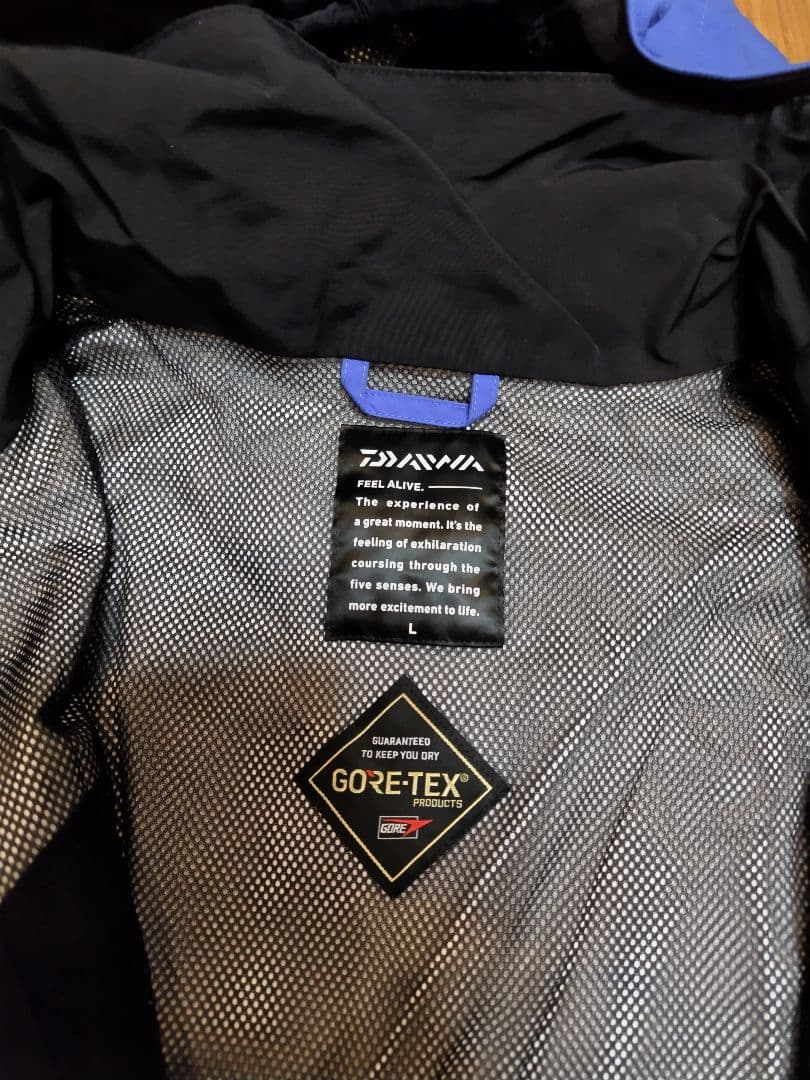 DAIWA
FEEL ALIVE.
The experience of
a great moment. It's the
feeling of exhilaration
coursing through the
five senses. We bring
more excitement to life.
L
GUARANTEED
TO KEEP YOU DRY
GORE-TEX®
PRODUCTS
GORE